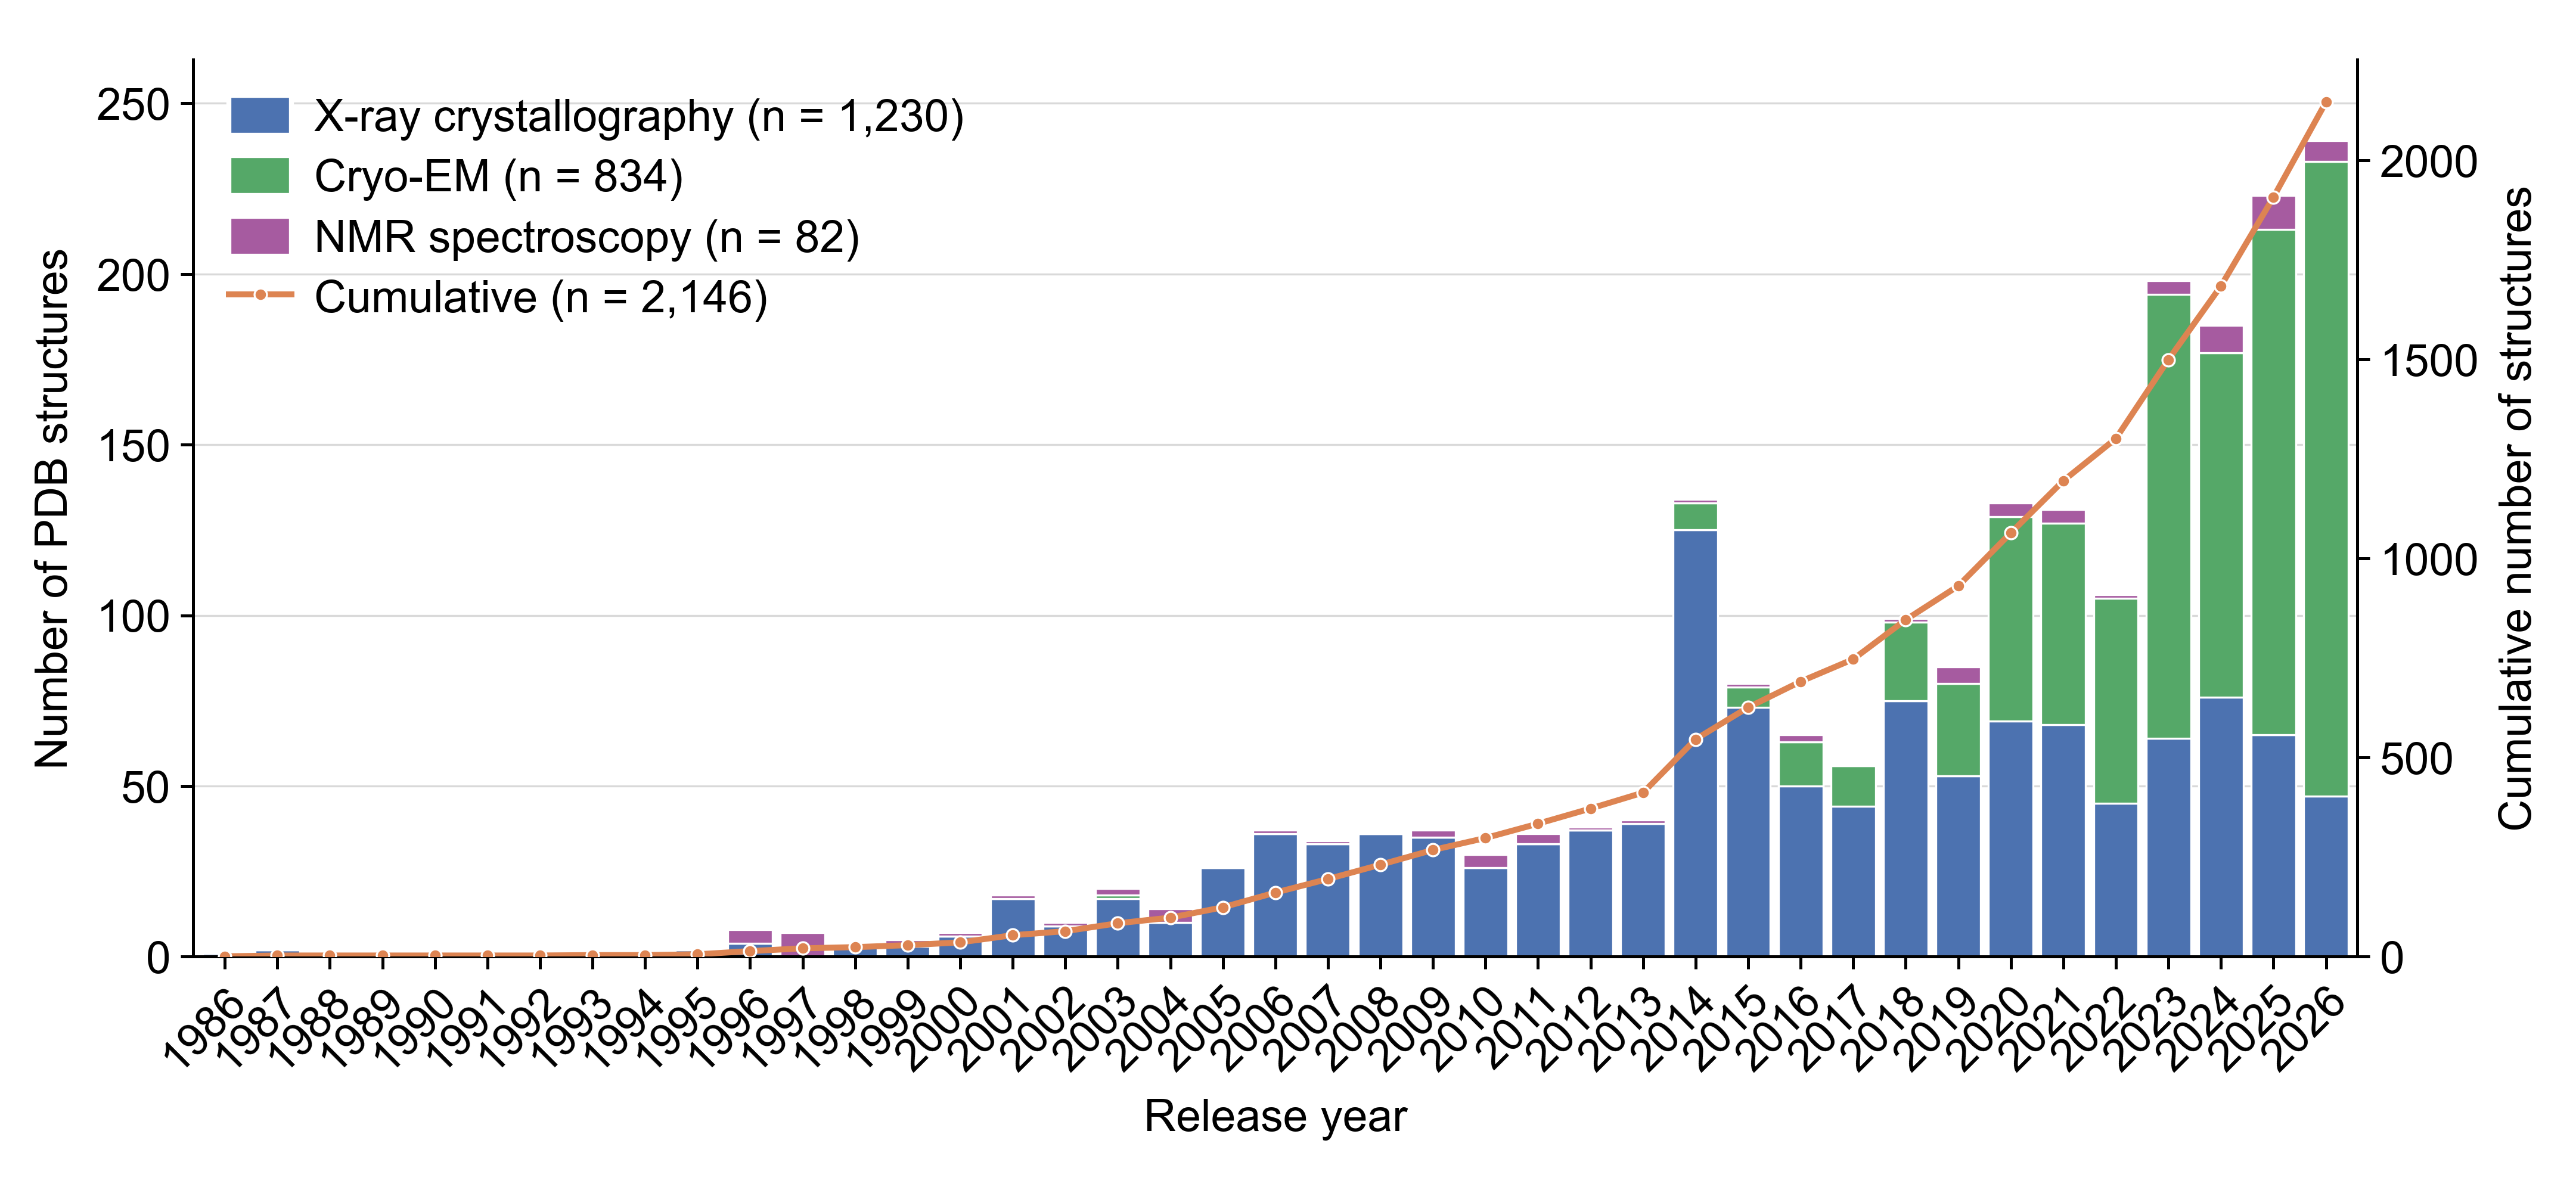 X-ray crystallography (n = 1,230)
Cryo-EM (n = 834)
NMR spectroscopy (n = 82)
Cumulative (n = 2,146)
Number of PDB structures
250
200
150
100
50
0
2000
1500
1000
500
0
Cumulative number of structures
1986 1987 1988 1989 1990 1991 1992 1993 1994 1995 1996 1997 1998 1999 2000 2001 2002 2003 2004 2005 2006 2007 2008 2009 2010 2011 2012 2013 2014 2015 2016 2017 2018 2019 2020 2021 2022 2023 2024 2025 2026
Release year